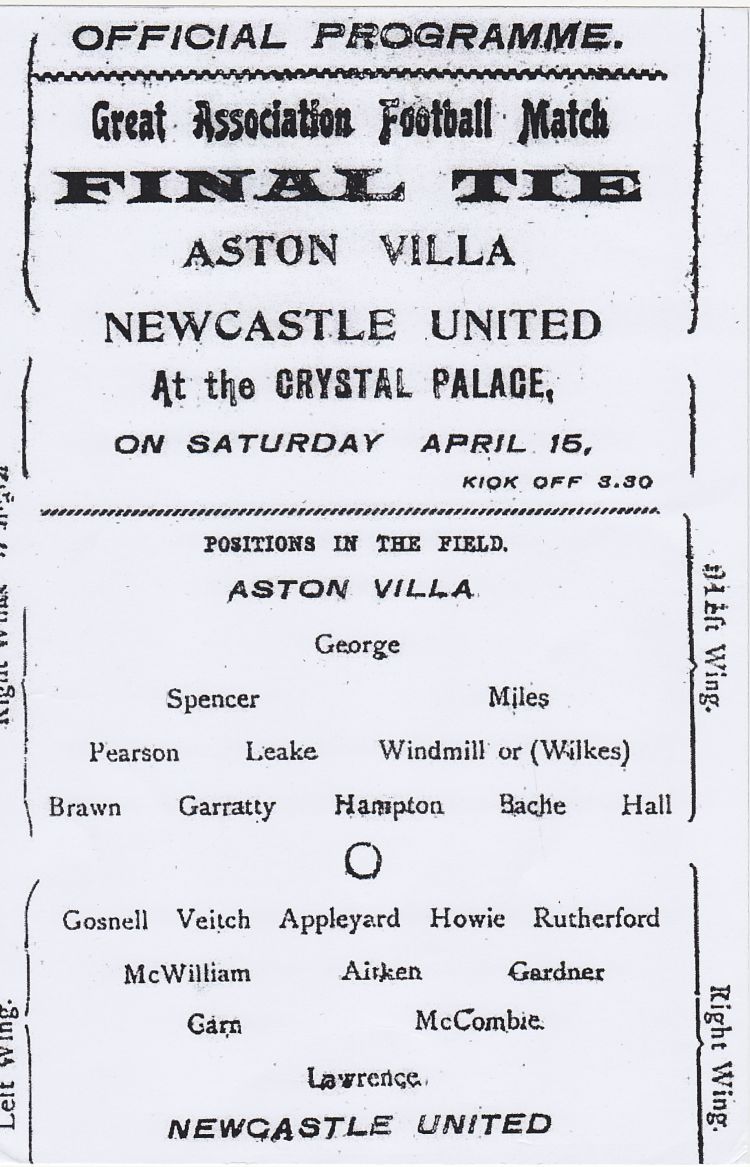 OFFICIAL PROGRAMME.
Great Association Football Match
FINAL TIE
ASTON VILLA
NEWCASTLE UNITED
At the CRYSTAL PALACE,
ON SATURDAY APRIL 15,
KICK OFF 3.30
POSITIONS IN THE FIELD.
ASTON VILLA
George
Spencer Miles
Pearson Leake Windmill or (Wilkes)
Brawn Garratty Hampton Bache Hall
Right Wing
Left Wing.
O
Gosnell Veitch Appleyard Howie Rutherford
McWilliam Aitken Gardner
Carn McCombie
Lawrence
NEWCASTLE UNITED
Left Wing.
Right Wing.